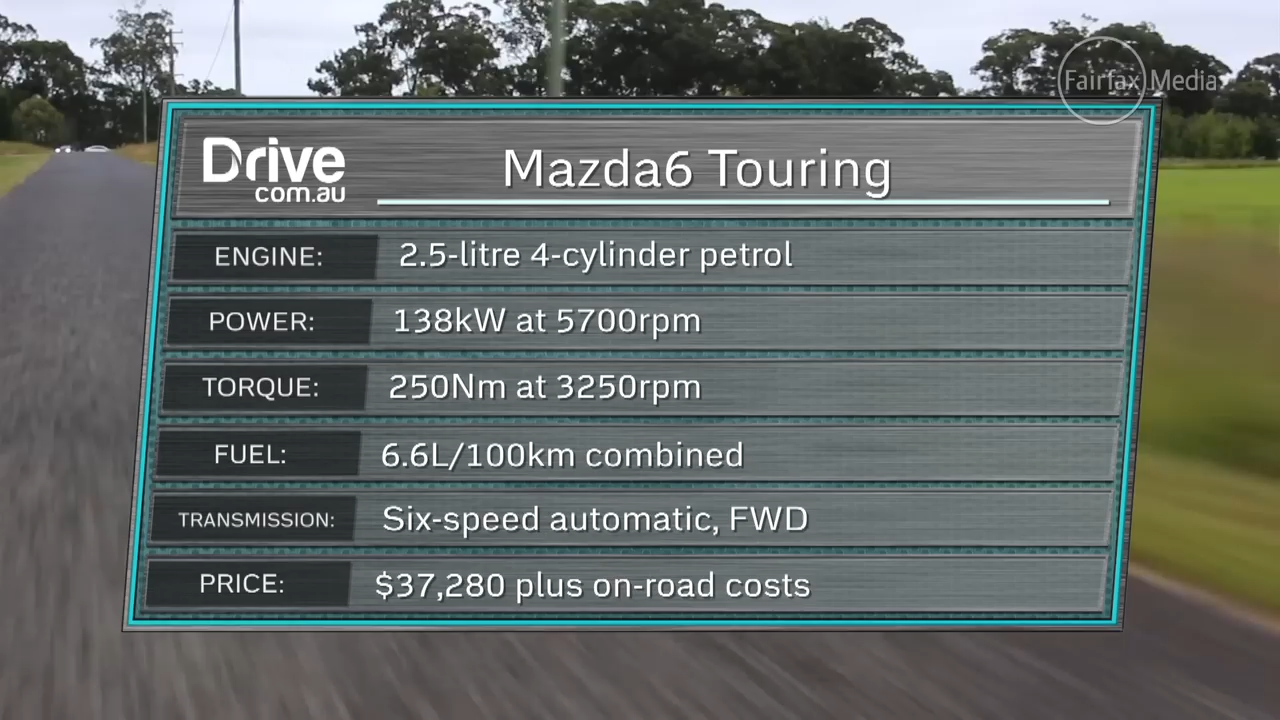 Fairfax Media
Drive
com.au
Mazda6 Touring
ENGINE: 2.5-litre 4-cylinder petrol
POWER: 138kW at 5700rpm
TORQUE: 250Nm at 3250rpm
FUEL: 6.6L/100km combined
TRANSMISSION: Six-speed automatic, FWD
PRICE: $37,280 plus on-road costs